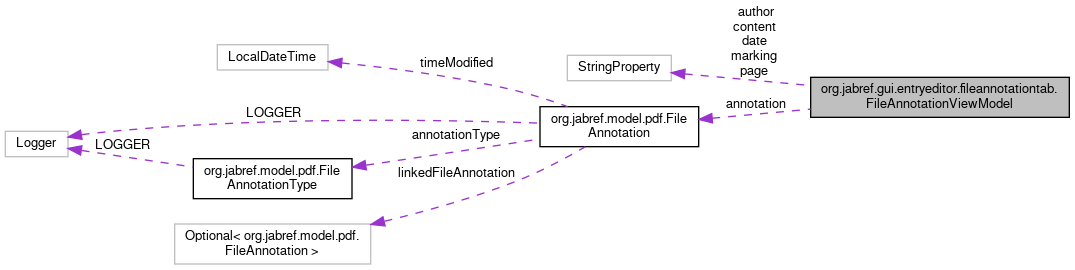 author
content
date
marking
page
LocalDateTime
timeModified
StringProperty
org.jabref.gui.entryeditor.fileannotationtab.
FileAnnotationViewModel
annotation
LOGGER
org.jabref.model.pdf.File
Annotation
Logger
LOGGER
annotationType
org.jabref.model.pdf.File
AnnotationType
linkedFileAnnotation
Optional< org.jabref.model.pdf.
FileAnnotation >